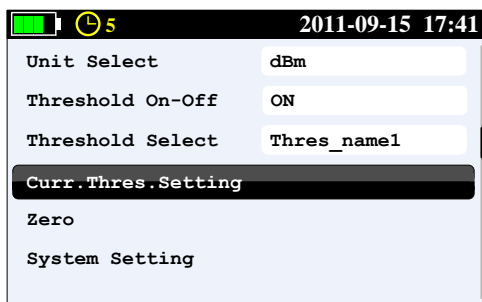 5 2011-09-15 17:41
Unit Select dBm
Threshold On-Off ON
Threshold Select Thres_name1
Curr.Thres.Setting
Zero
System Setting